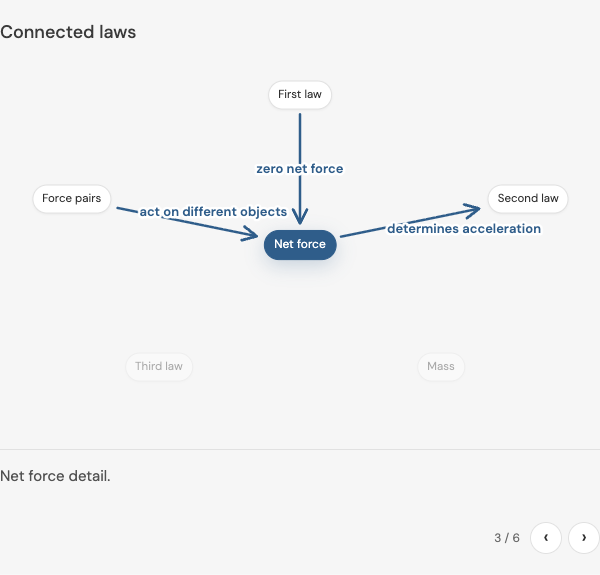 Connected laws
First law
zero net force
Force pairs
Second law
act on different objects
determines acceleration
Net force
Third law
Mass
Net force detail.
3 / 6
‹ ›